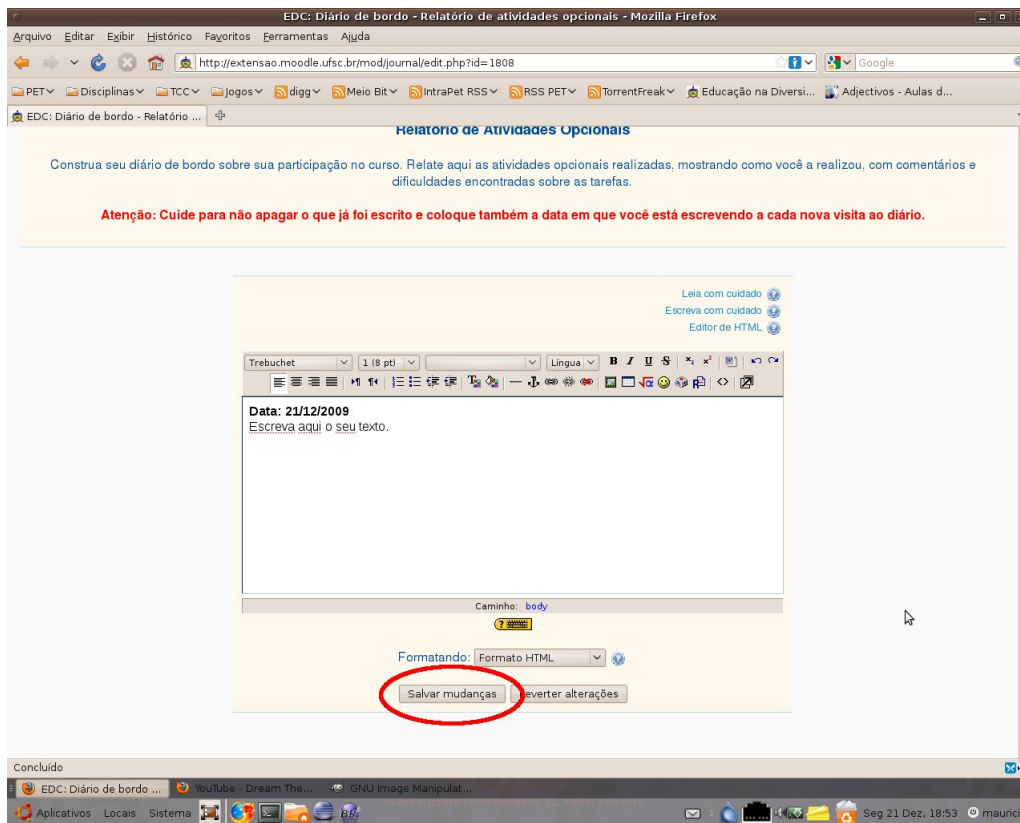 EDC: Diário de bordo - Relatório de atividades opcionais - Mozilla Firefox
Arquivo Editar Exibir Histórico Favoritos Ferramentas Ajuda
http://extensao.moodle.ufsc.br/mod/journal/edit.php?id=1808 Google
PET Disciplinas TCC Jogos digg Meio Bit IntraPet RSS RSS PET TorrentFreak Educação na Diversi... Adjectivos - Aulas d...
EDC: Diário de bordo - Relatório ...
Relatório de Atividades Opcionais
Construa seu diário de bordo sobre sua participação no curso. Relate aqui as atividades opcionais realizadas, mostrando como você a realizou, com comentários e
dificuldades encontradas sobre as tarefas.
Atenção: Cuide para não apagar o que já foi escrito e coloque também a data em que você está escrevendo a cada nova visita ao diário.
Leia com cuidado
Escreva com cuidado
Editor de HTML
Trebuchet 1 (8 pt) Língua B I U S x₂ x²
Data: 21/12/2009
Escreva aqui o seu texto.
Caminho: body
?
Formatando: Formato HTML
Salvar mudanças Reverter alterações
Concluído
EDC: Diário de bordo ... YouTube - Dream The... GNU Image Manipulat...
Aplicativos Locais Sistema Seg 21 Dez, 18:53